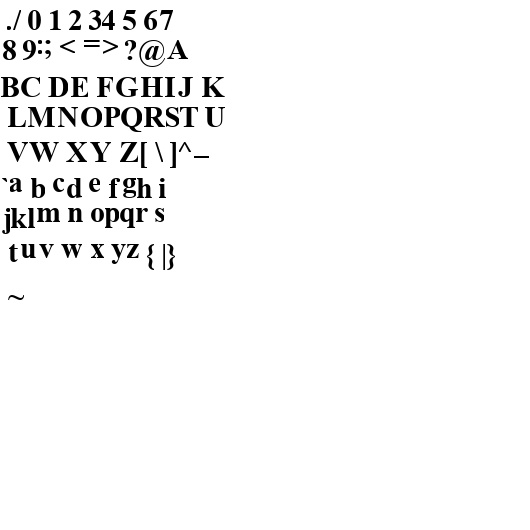 ./ 0 1 2 34 5 67
8 9:; < => ?@A
BC DE FGHIJ K
LMNOPQRST U
VW XY Z[ \ ]^–
`a b cd e fgh i
jklm n opqr s
tuv w x yz { |}
~